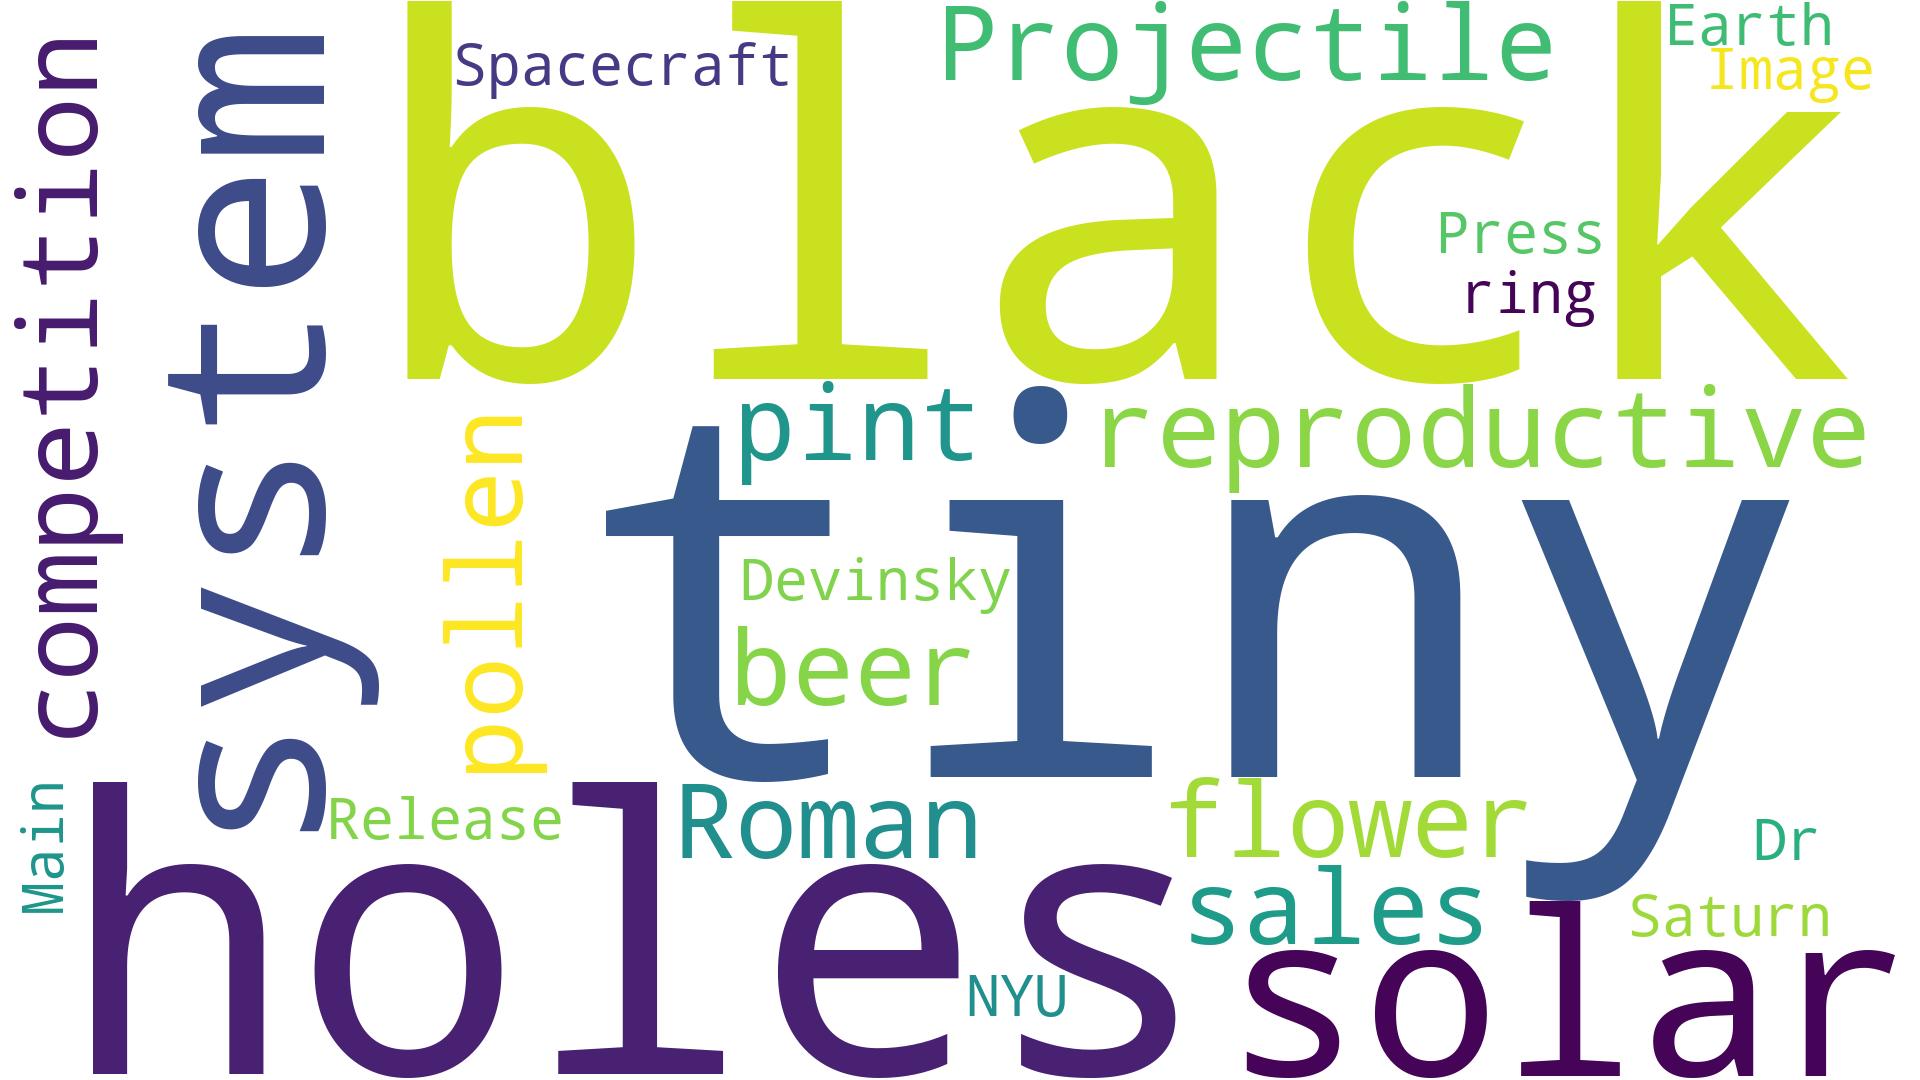 competition
system
black
Spacecraft
Projectile
Earth
Image
Press
ring
pint
reproductive
pollen
tiny
Devinsky
beer
Main
holes
Release
Roman
flower
Dr
sales
Saturn
NYU
solar